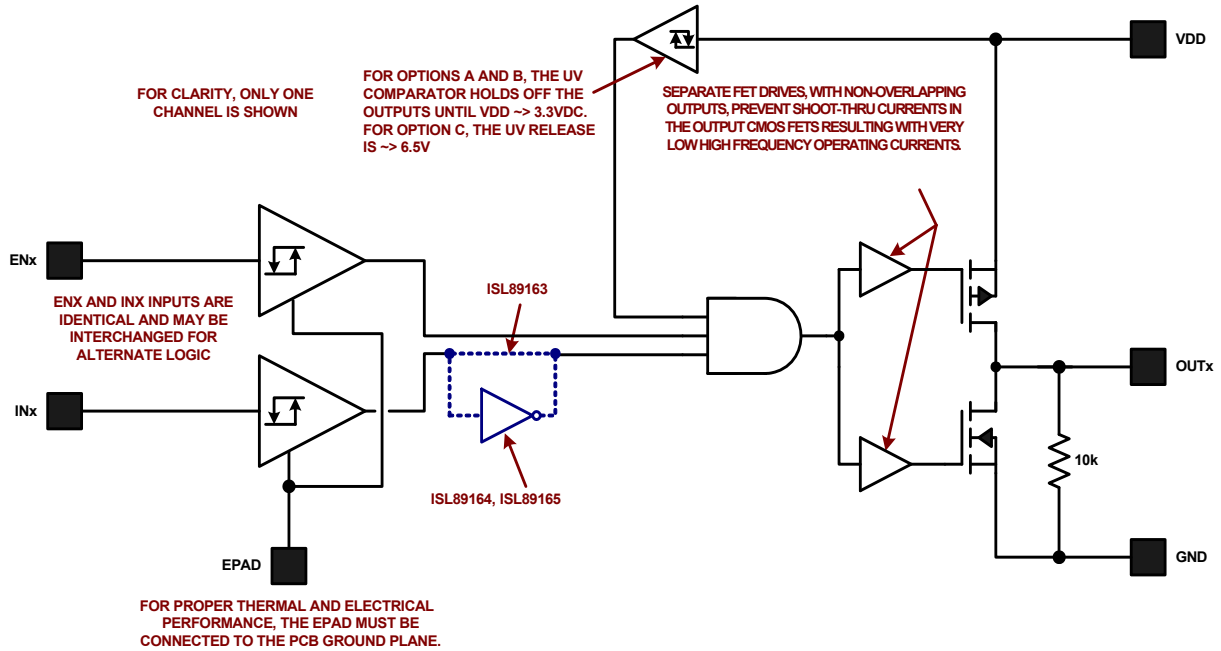 VDD
FOR CLARITY, ONLY ONE
CHANNEL IS SHOWN
FOR OPTIONS A AND B, THE UV
COMPARATOR HOLDS OFF THE
OUTPUTS UNTIL VDD ~> 3.3VDC.
FOR OPTION C, THE UV RELEASE
IS ~> 6.5V
SEPARATE FET DRIVES, WITH NON-OVERLAPPING
OUTPUTS, PREVENT SHOOT-THRU CURRENTS IN
THE OUTPUT CMOS FETS RESULTING WITH VERY
LOW HIGH FREQUENCY OPERATING CURRENTS.
ENx
ENX AND INX INPUTS ARE
IDENTICAL AND MAY BE
INTERCHANGED FOR
ALTERNATE LOGIC
ISL89163
OUTx
INx
10k
ISL89164, ISL89165
EPAD
GND
FOR PROPER THERMAL AND ELECTRICAL
PERFORMANCE, THE EPAD MUST BE
CONNECTED TO THE PCB GROUND PLANE.